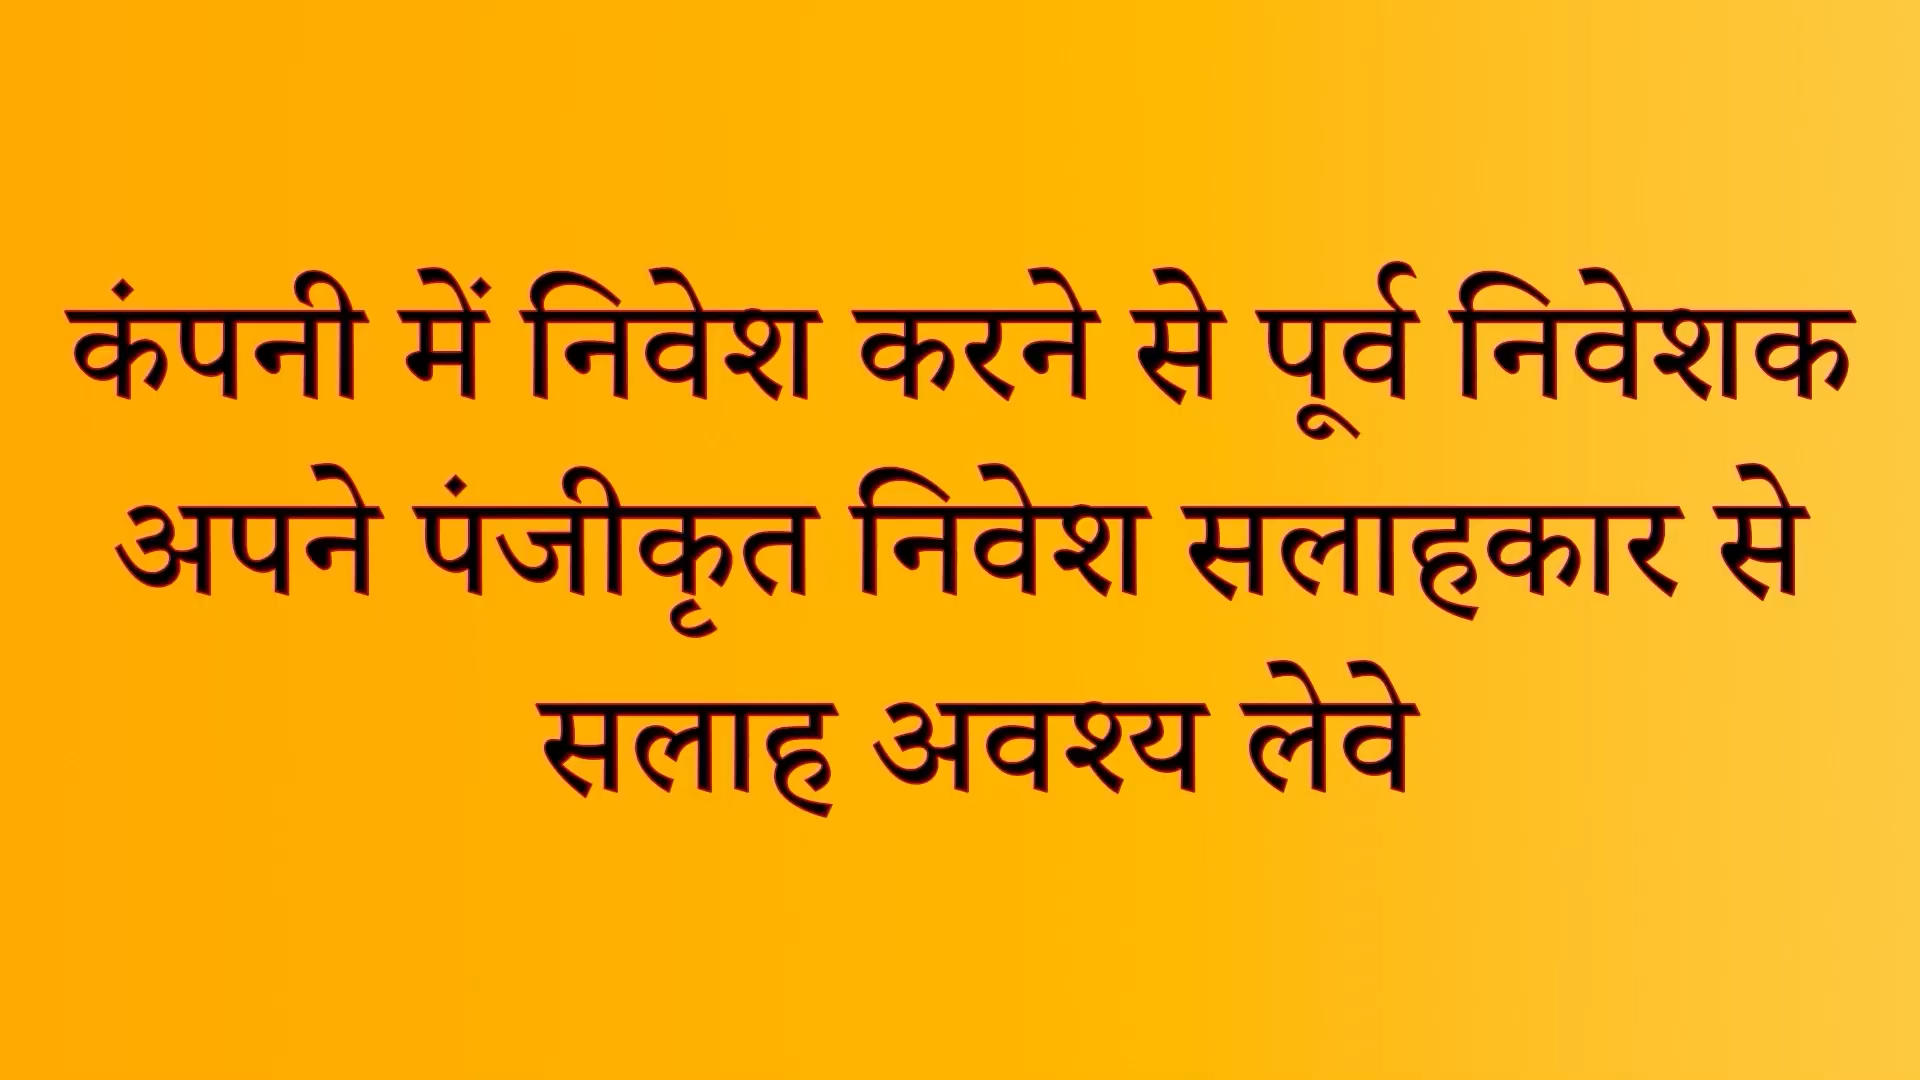 कंपनी में निवेश करने से पूर्व निवेशक
अपने पंजीकृत निवेश सलाहकार से
सलाह अवश्य लेवे